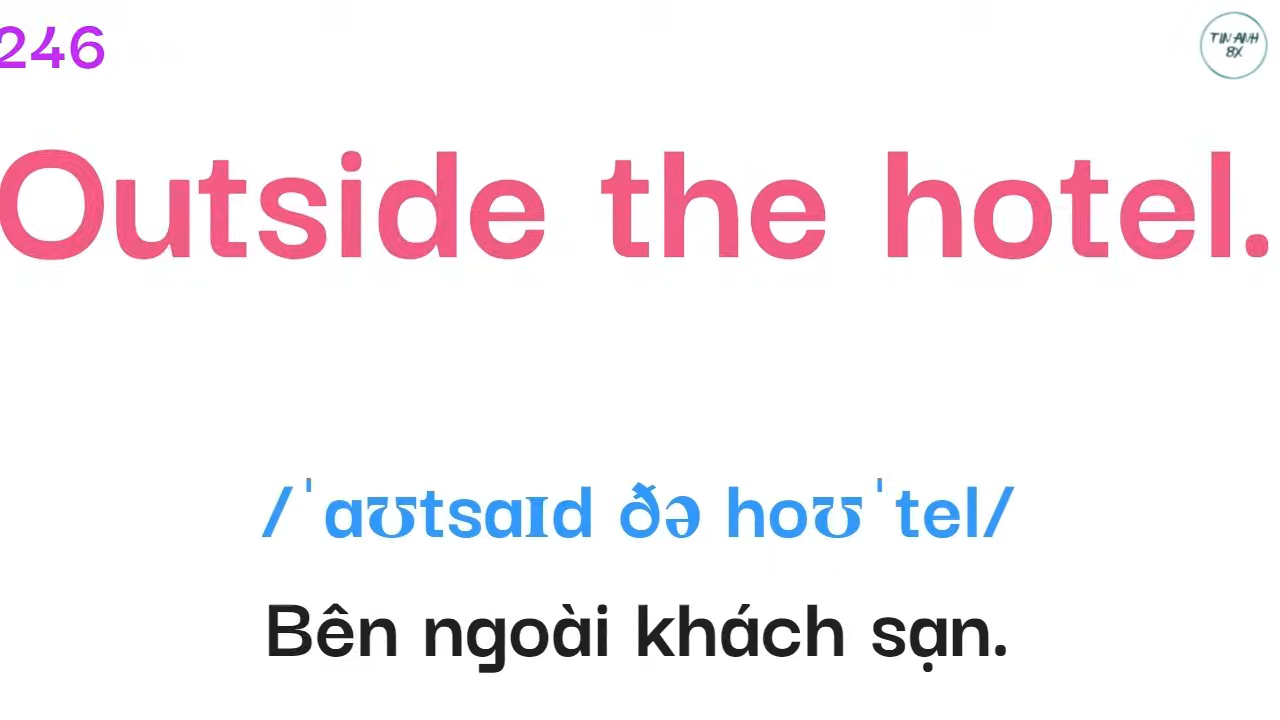 246
TIN ANH
8X
Outside the hotel.
/ˈaʊtsaɪd ðə hoʊˈtel/
Bên ngoài khách sạn.